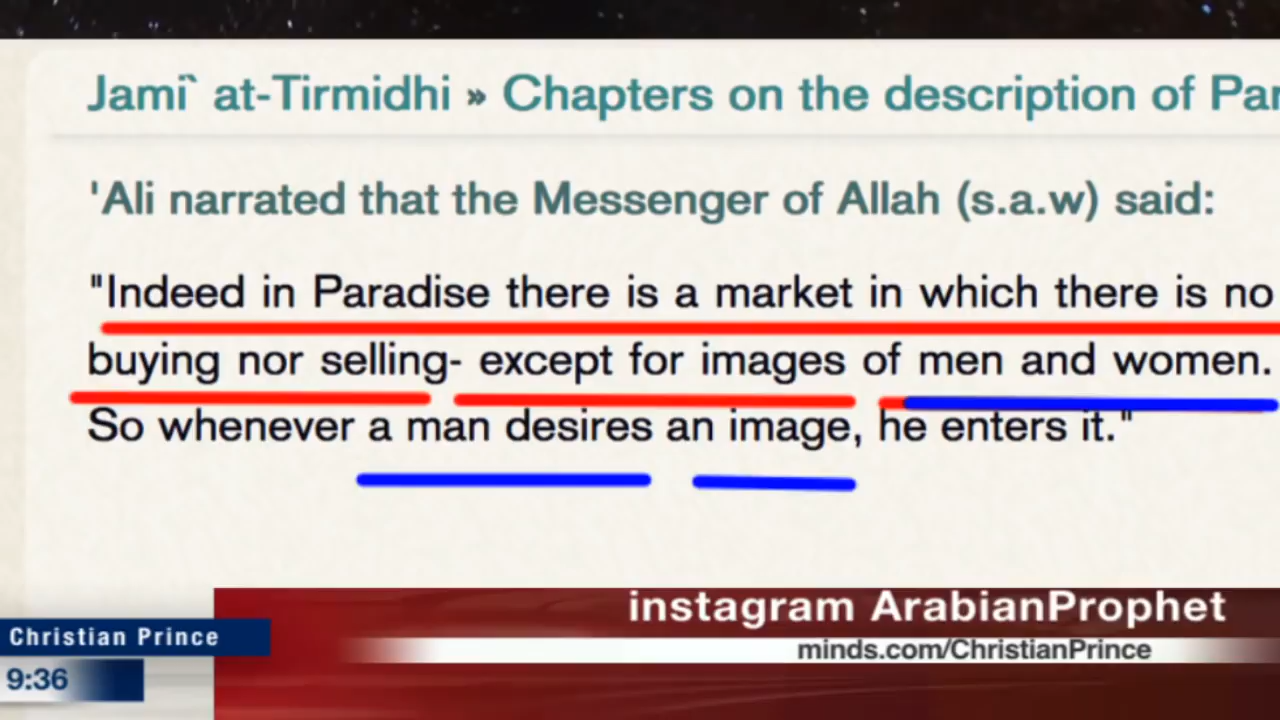 Jami` at-Tirmidhi » Chapters on the description of Par
'Ali narrated that the Messenger of Allah (s.a.w) said:
"Indeed in Paradise there is a market in which there is no
buying nor selling- except for images of men and women.
So whenever a man desires an image, he enters it."
instagram ArabianProphet
Christian Prince
minds.com/ChristianPrince
9:36